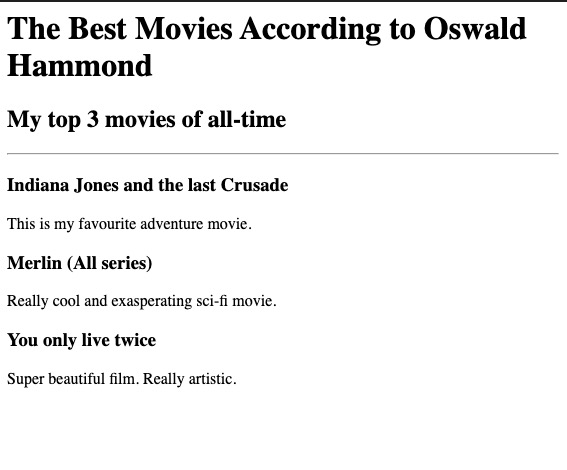 The Best Movies According to Oswald
Hammond
My top 3 movies of all-time
Indiana Jones and the last Crusade
This is my favourite adventure movie.
Merlin (All series)
Really cool and exasperating sci-fi movie.
You only live twice
Super beautiful film. Really artistic.